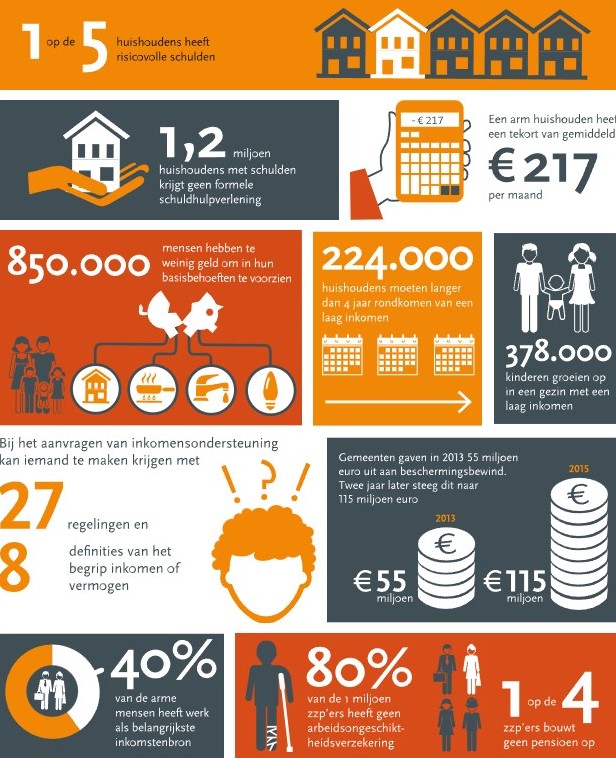 1 op de 5 huishoudens heeft
risicovolle schulden
1,2 miljoen
huishoudens met schulden
krijgt geen formele
schuldhulpverlening
- € 217
Een arm huishouden heef
een tekort van gemiddeld
€ 217
per maand
850.000 mensen hebben te
weinig geld om in hun
basisbehoeften te voorzien
224.000
huishoudens moeten langer
dan 4 jaar rondkomen van een
laag inkomen
378.000
kinderen groeien op
in een gezin met een
laag inkomen
Bij het aanvragen van inkomensondersteuning
kan iemand te maken krijgen met
27 regelingen en
8 definities van het
begrip inkomen of
vermogen
! ? !
Gemeenten gaven in 2013 55 miljoen
euro uit aan beschermingsbewind.
Twee jaar later steeg dit naar
115 miljoen euro
2013
€
€ 55
miljoen
2015
€
€ 115
miljoen
40%
van de arme
mensen heeft werk
als belangrijkste
inkomstenbron
80%
van de 1 miljoen
zzp'ers heeft geen
arbeidsongeschikt-
heidsverzekering
1 op de 4
zzp'ers bouwt
geen pensioen op